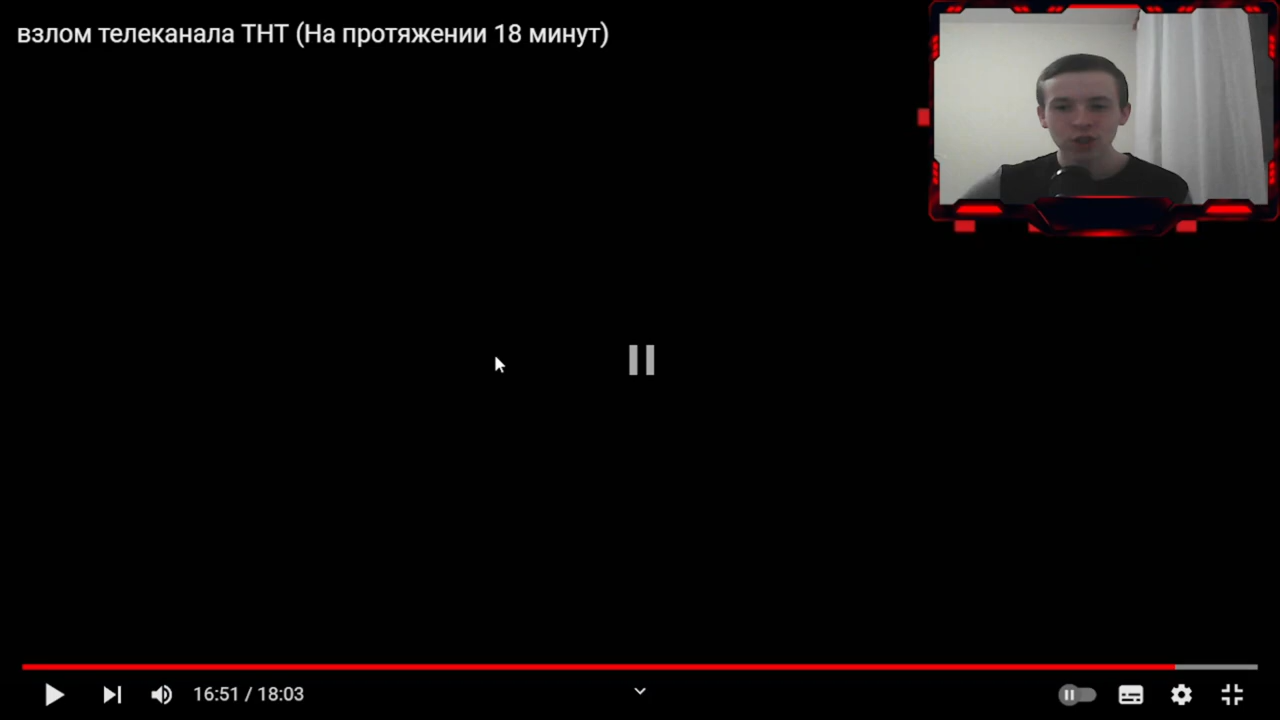 взлом телеканала ТНТ (На протяжении 18 минут)
16:51 / 18:03